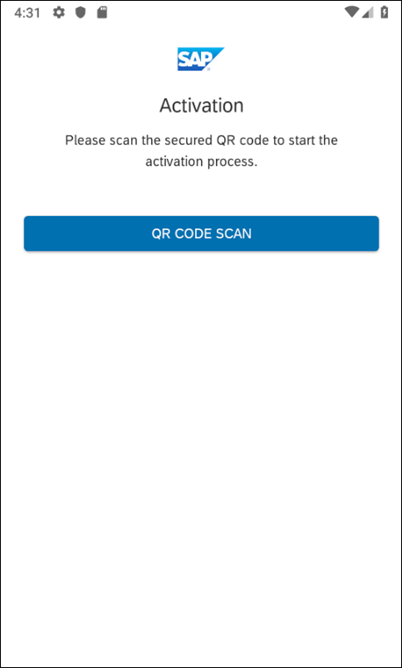 4:31
SAP
Activation
Please scan the secured QR code to start the
activation process.
QR CODE SCAN